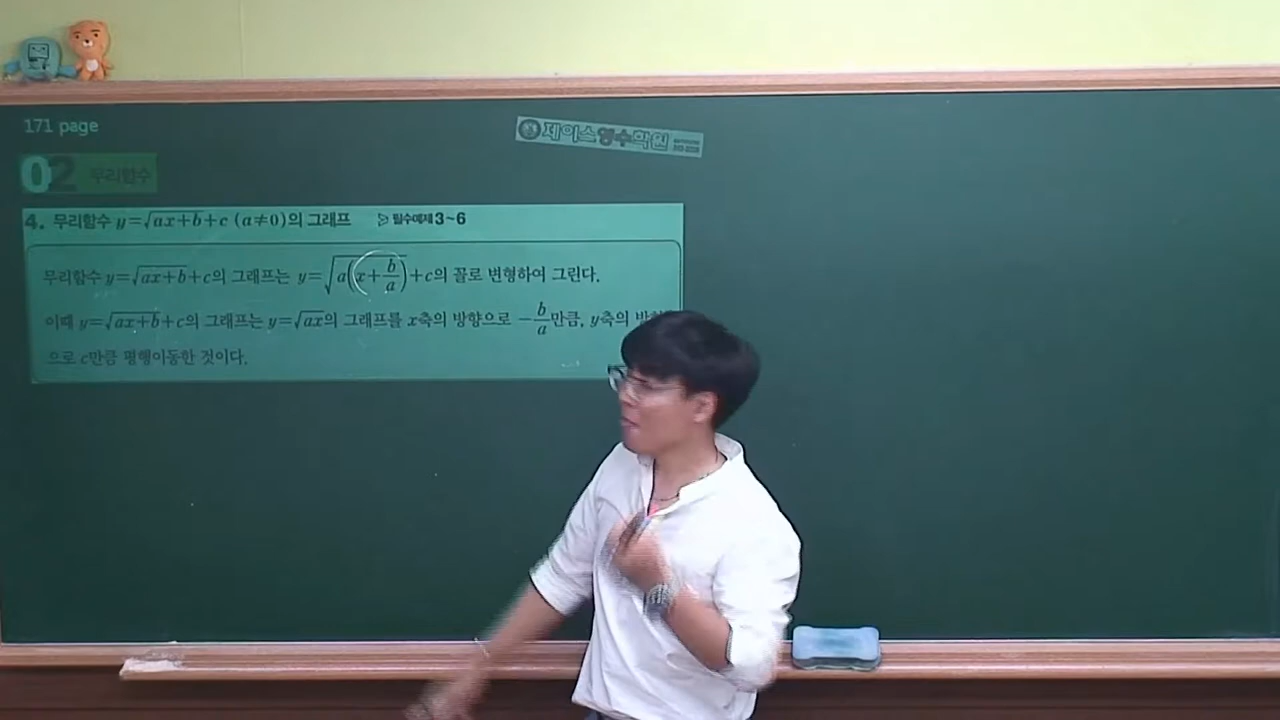 171 page
제이스영수학원
02 무리함수
4. 무리함수 y=√(ax+b)+c (a≠0)의 그래프 ▷ 필수예제 3~6
무리함수 y=√(ax+b)+c의 그래프는 y=√(a(x+b/a))+c의 꼴로 변형하여 그린다.
이때 y=√(ax+b)+c의 그래프는 y=√(ax)의 그래프를 x축의 방향으로 -b/a만큼, y축의
으로 c만큼 평행이동한 것이다.